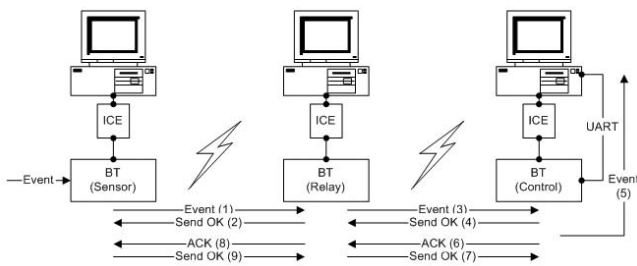 ICE
ICE
ICE
UART
Event
BT
(Sensor)
BT
(Relay)
BT
(Control)
Event
(5)
Event (1)
Send OK (2)
Event (3)
Send OK (4)
ACK (8)
Send OK (9)
ACK (6)
Send OK (7)